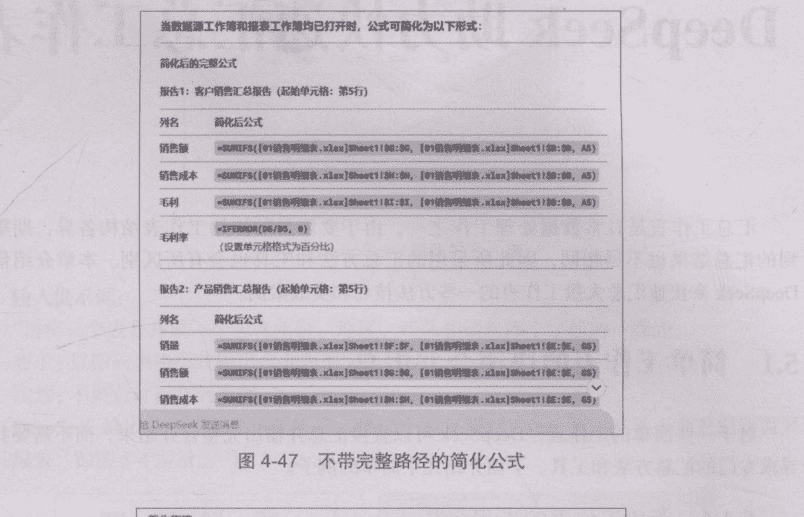 当数据源工作簿和报表工作簿均已打开时，公式可简化为以下形式：
简化后的完整公式
报告1：客户销售汇总报告（起始单元格：第5行）
列名 简化后公式
销售额 =SUMIFS([01销售明细表.xlsx]Sheet1!$G:$G, [01销售明细表.xlsx]Sheet1!$B:$B, A5)
销售成本 =SUMIFS([01销售明细表.xlsx]Sheet1!$H:$H, [01销售明细表.xlsx]Sheet1!$B:$B, A5)
毛利 =SUMIFS([01销售明细表.xlsx]Sheet1!$I:$I, [01销售明细表.xlsx]Sheet1!$B:$B, A5)
毛利率 =IFERROR(D5/B5, 0)
（设置单元格格式为百分比）
报告2：产品销售汇总报告（起始单元格：第5行）
列名 简化后公式
销量 =SUMIFS([01销售明细表.xlsx]Sheet1!$F:$F, [01销售明细表.xlsx]Sheet1!$E:$E, G5)
销售额 =SUMIFS([01销售明细表.xlsx]Sheet1!$G:$G, [01销售明细表.xlsx]Sheet1!$E:$E, G5)
销售成本 =SUMIFS([01销售明细表.xlsx]Sheet1!$H:$H, [01销售明细表.xlsx]Sheet1!$E:$E, G5)
给 DeepSeek 发送消息
图 4-47 不带完整路径的简化公式